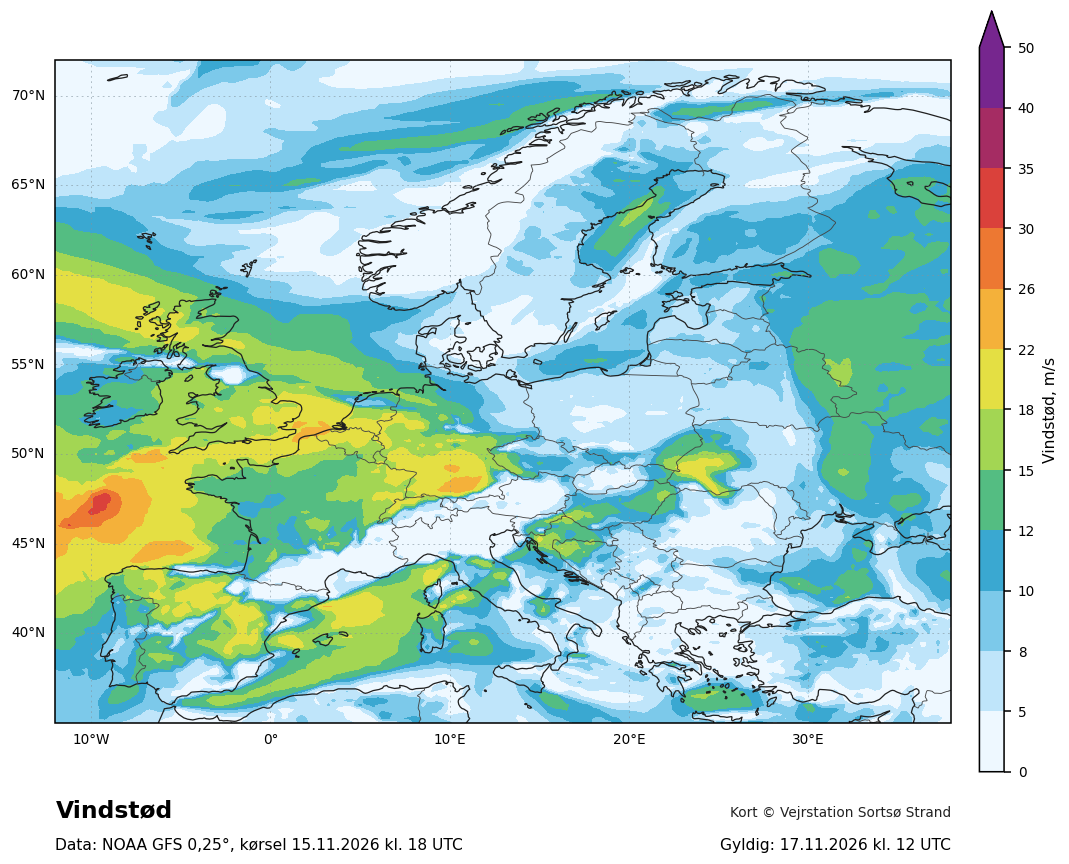 70°N
65°N
60°N
55°N
50°N
45°N
40°N
10°W
0°
10°E
20°E
30°E
50
40
35
30
26
22
18
15
12
10
8
5
0
Vindstød, m/s
Vindstød
Kort © Vejrstation Sortsø Strand
Data: NOAA GFS 0,25°, kørsel 15.11.2026 kl. 18 UTC
Gyldig: 17.11.2026 kl. 12 UTC